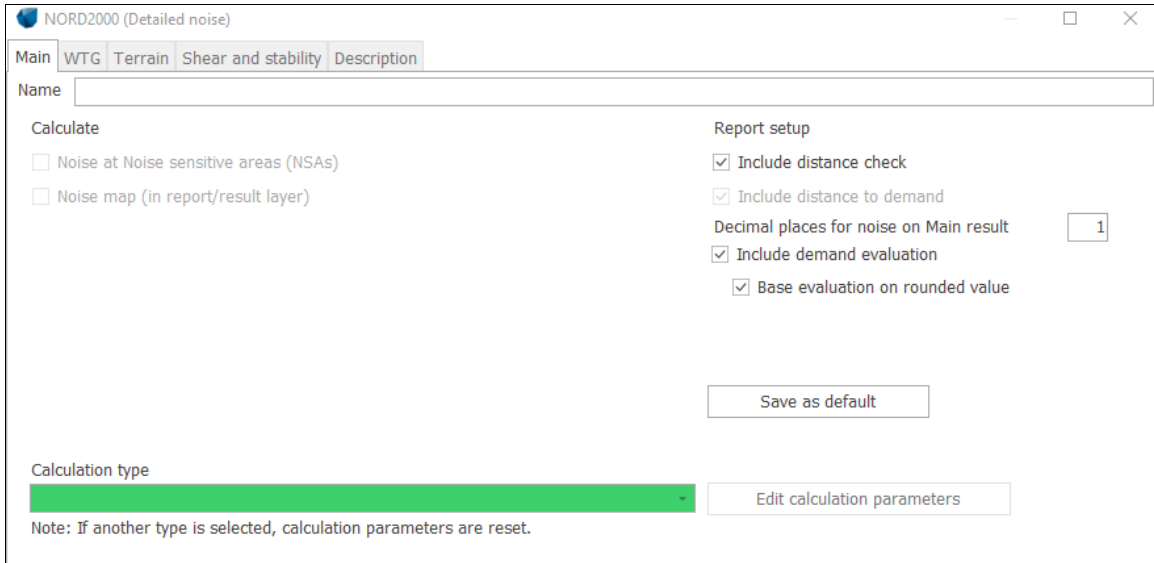 NORD2000 (Detailed noise)
Main WTG Terrain Shear and stability Description
Name
Calculate
Report setup
Noise at Noise sensitive areas (NSAs)
Include distance check
Noise map (in report/result layer)
Include distance to demand
Decimal places for noise on Main result 1
Include demand evaluation
Base evaluation on rounded value
Save as default
Calculation type
Edit calculation parameters
Note: If another type is selected, calculation parameters are reset.